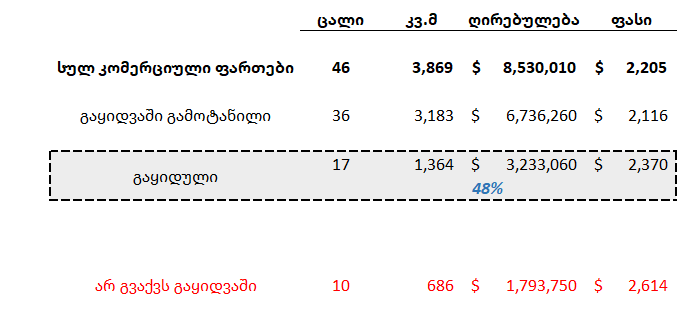 ცალი კვ.მ ღირებულება ფასი
სულ კომერციული ფართები 46 3,869 $ 8,530,010 $ 2,205
გაყიდვაში გამოტანილი 36 3,183 $ 6,736,260 $ 2,116
გაყიდული 17 1,364 $ 3,233,060 $ 2,370
48%
არ გვაქვს გაყიდვაში 10 686 $ 1,793,750 $ 2,614